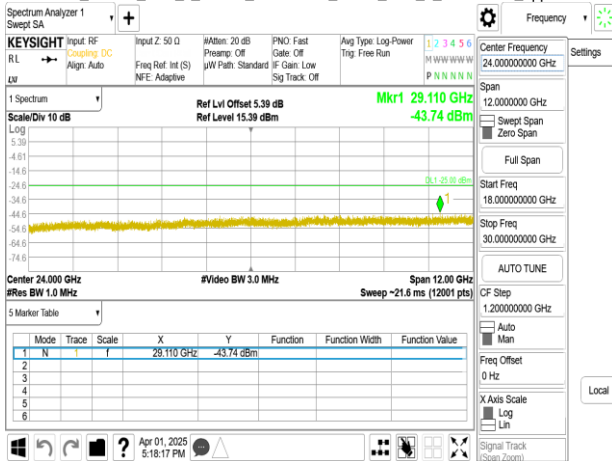 Spectrum Analyzer 1
Swept SA
+
Frequency
KEYSIGHT
RL
Input: RF
Coupling: DC
Align: Auto
Input Z: 50 Ω
Freq Ref: Int (S)
NFE: Adaptive
#Atten: 20 dB
Preamp: Off
µW Path: Standard
PNO: Fast
Gate: Off
IF Gain: Low
Sig Track: Off
Avg Type: Log-Power
Trig: Free Run
1 2 3 4 5 6
M W W W W W
P N N N N N
Center Frequency
24.000000000 GHz
Settings
Span
12.0000000 GHz
Swept Span
Zero Span
Full Span
Start Freq
18.000000000 GHz
Stop Freq
30.000000000 GHz
AUTO TUNE
CF Step
1.200000000 GHz
Auto
Man
Freq Offset
0 Hz
X Axis Scale
Log
Lin
Signal Track
(Span Zoom)
Local
1 Spectrum
Scale/Div 10 dB
Log
Ref Lvl Offset 5.39 dB
Ref Level 15.39 dBm
Mkr1 29.110 GHz
-43.74 dBm
5.39
-4.61
-14.6
-24.6
-34.6
-44.6
-54.6
-64.6
-74.6
DL1 -25.00 dBm
1
Center 24.000 GHz
#Res BW 1.0 MHz
#Video BW 3.0 MHz
Span 12.00 GHz
Sweep ~21.6 ms (12001 pts)
5 Marker Table
Mode Trace Scale X Y Function Function Width Function Value
1 N 1 f 29.110 GHz -43.74 dBm
2
3
4
5
6
? Apr 01, 2025
5:18:17 PM